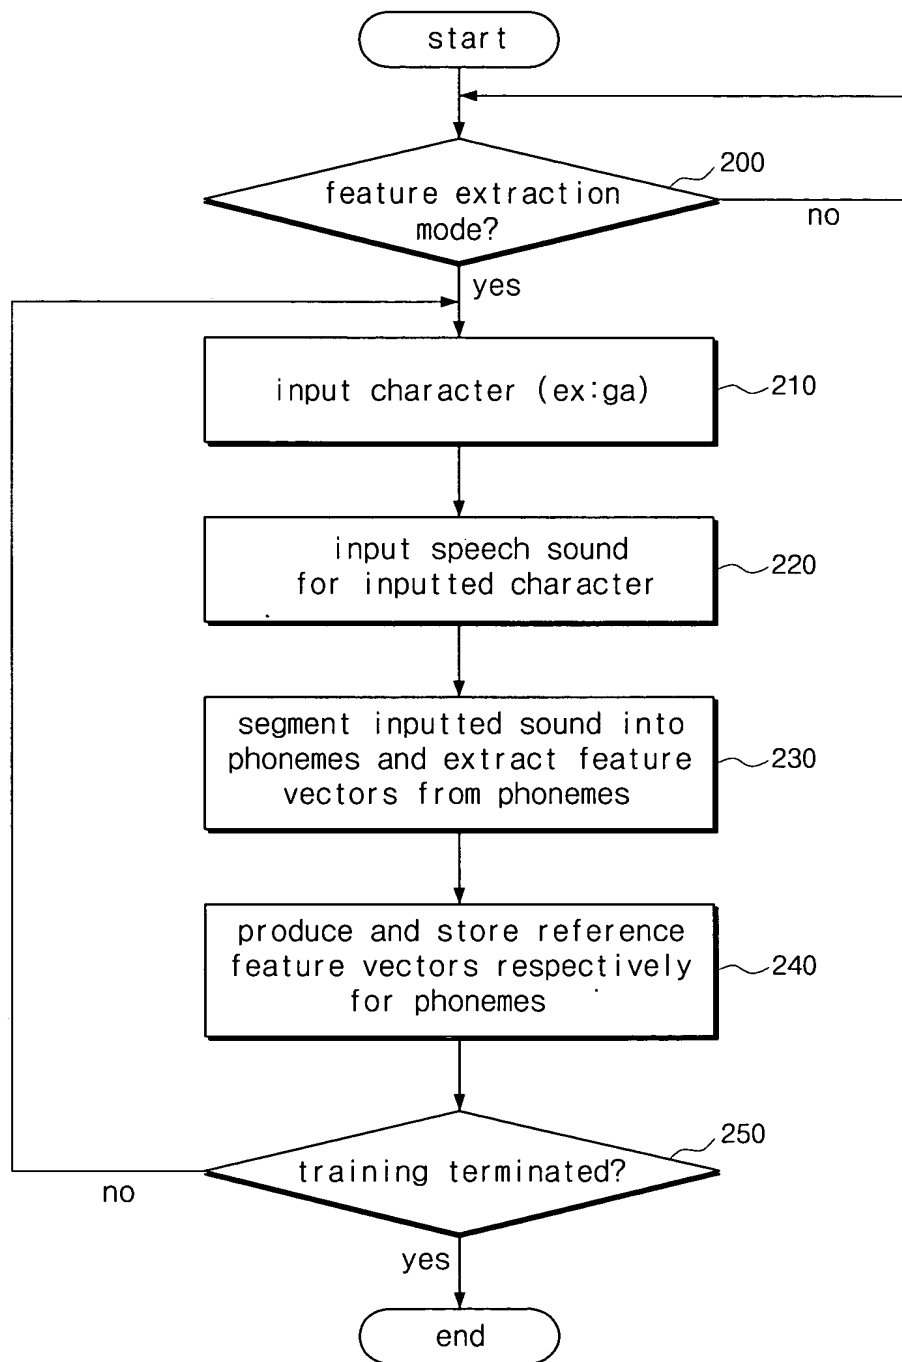 start
200
feature extraction
mode?
no
yes
input character (ex:ga)
210
input speech sound
for inputted character
220
segment inputted sound into
phonemes and extract feature
vectors from phonemes
230
produce and store reference
feature vectors respectively
for phonemes
240
250
training terminated?
no
yes
end